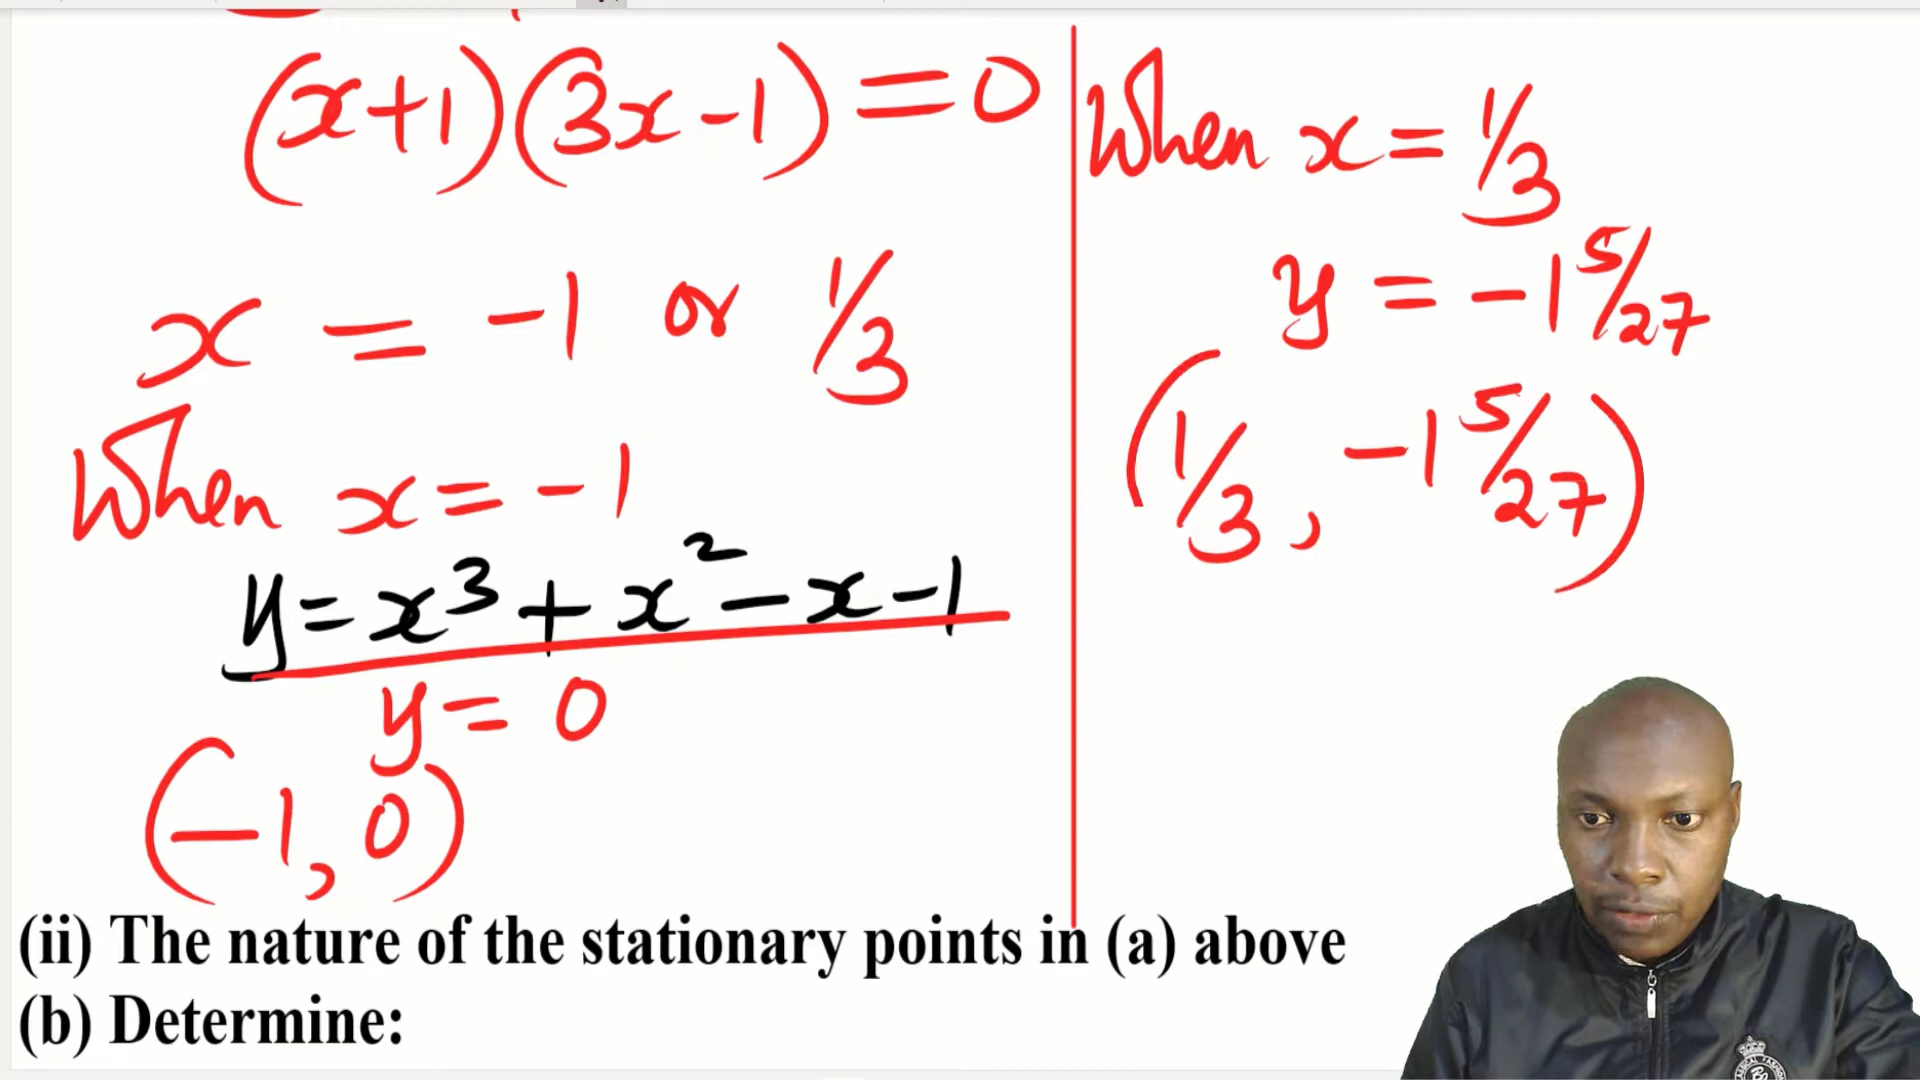 (x+1)(3x-1)=0
x = -1 or 1/3
When x = -1
y = x³ + x² - x - 1
y = 0
(-1, 0)
When x = 1/3
y = -1 5/27
(1/3, -1 5/27)
(ii) The nature of the stationary points in (a) above
(b) Determine: